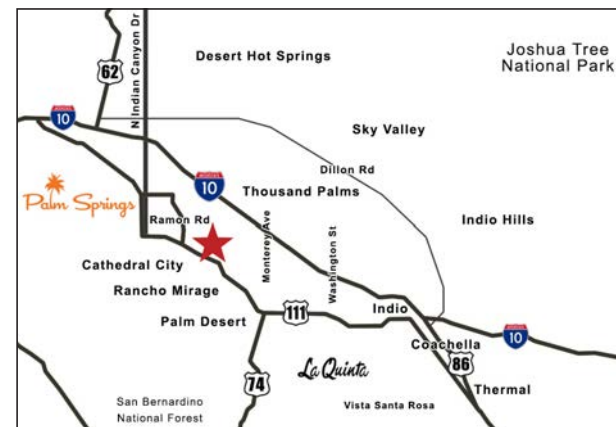 N Indian Canyon Dr
62
Desert Hot Springs
Joshua Tree
National Park
10
Sky Valley
Dillon Rd
10
Thousand Palms
Palm Springs
Ramon Rd
Indio Hills
Monterey Ave
Washington St
Cathedral City
Rancho Mirage
111
Indio
Palm Desert
10
Coachella
86
La Quinta
74
Thermal
San Bernardino
National Forest
Vista Santa Rosa